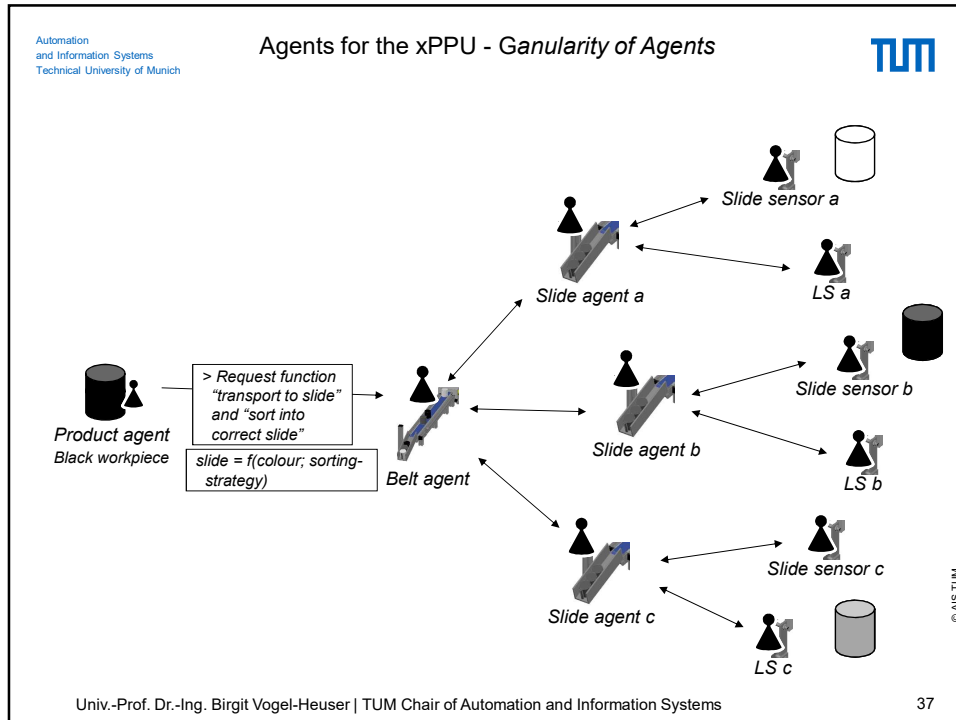 Automation
and Information Systems
Technical University of Munich
Agents for the xPPU - Ganularity of Agents
TUM
Slide sensor a
Slide agent a
LS a
> Request function
“transport to slide”
and “sort into
correct slide”
Slide sensor b
Product agent
Black workpiece
slide = f(colour; sorting-
strategy)
Belt agent
Slide agent b
LS b
Slide sensor c
Slide agent c
LS c
© AIS TUM
Univ.-Prof. Dr.-Ing. Birgit Vogel-Heuser | TUM Chair of Automation and Information Systems
37